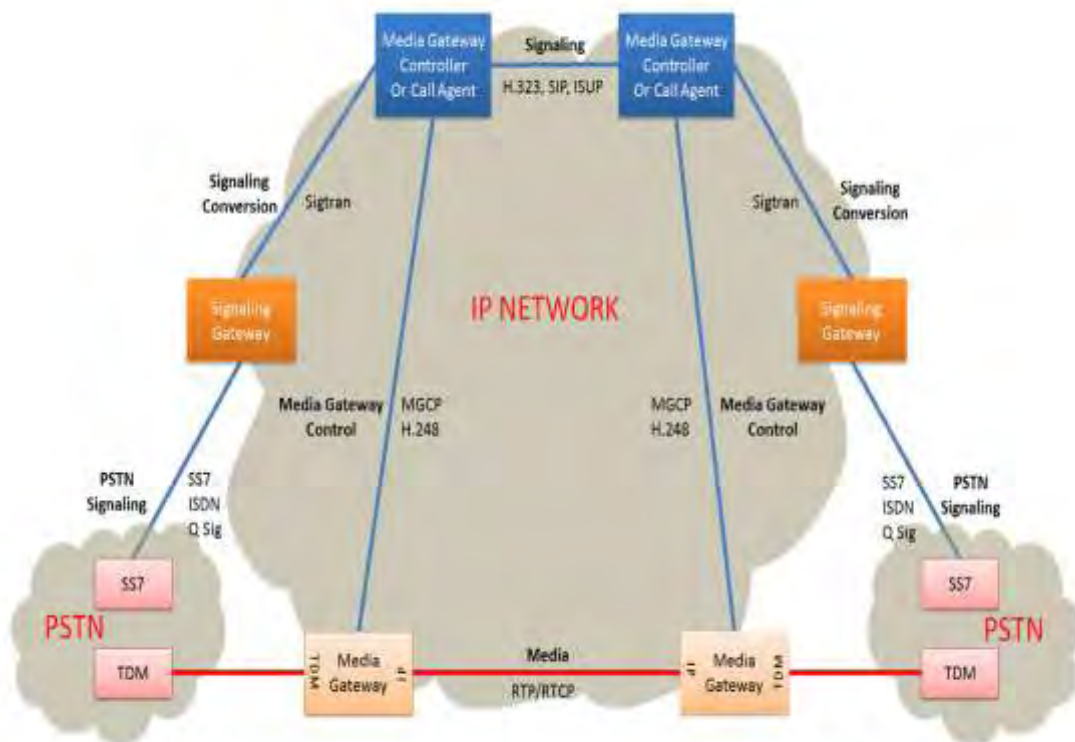 Media Gateway
Controller
Or Call Agent
Signaling
H.323, SIP, ISUP
Media Gateway
Controller
Or Call Agent
Signaling
Conversion
Sigtran
Sigtran
Signaling
Conversion
Signaling
Gateway
IP NETWORK
Signaling
Gateway
Media Gateway
Control
MGCP
H.248
MGCP
H.248
Media Gateway
Control
PSTN
Signaling
SS7
ISDN
Q Sig
SS7
ISDN
Q Sig
PSTN
Signaling
SS7
PSTN
TDM
TDM
Media
Gateway
IP
Media
RTP/RTCP
IP
Media
Gateway
TDM
SS7
PSTN
TDM